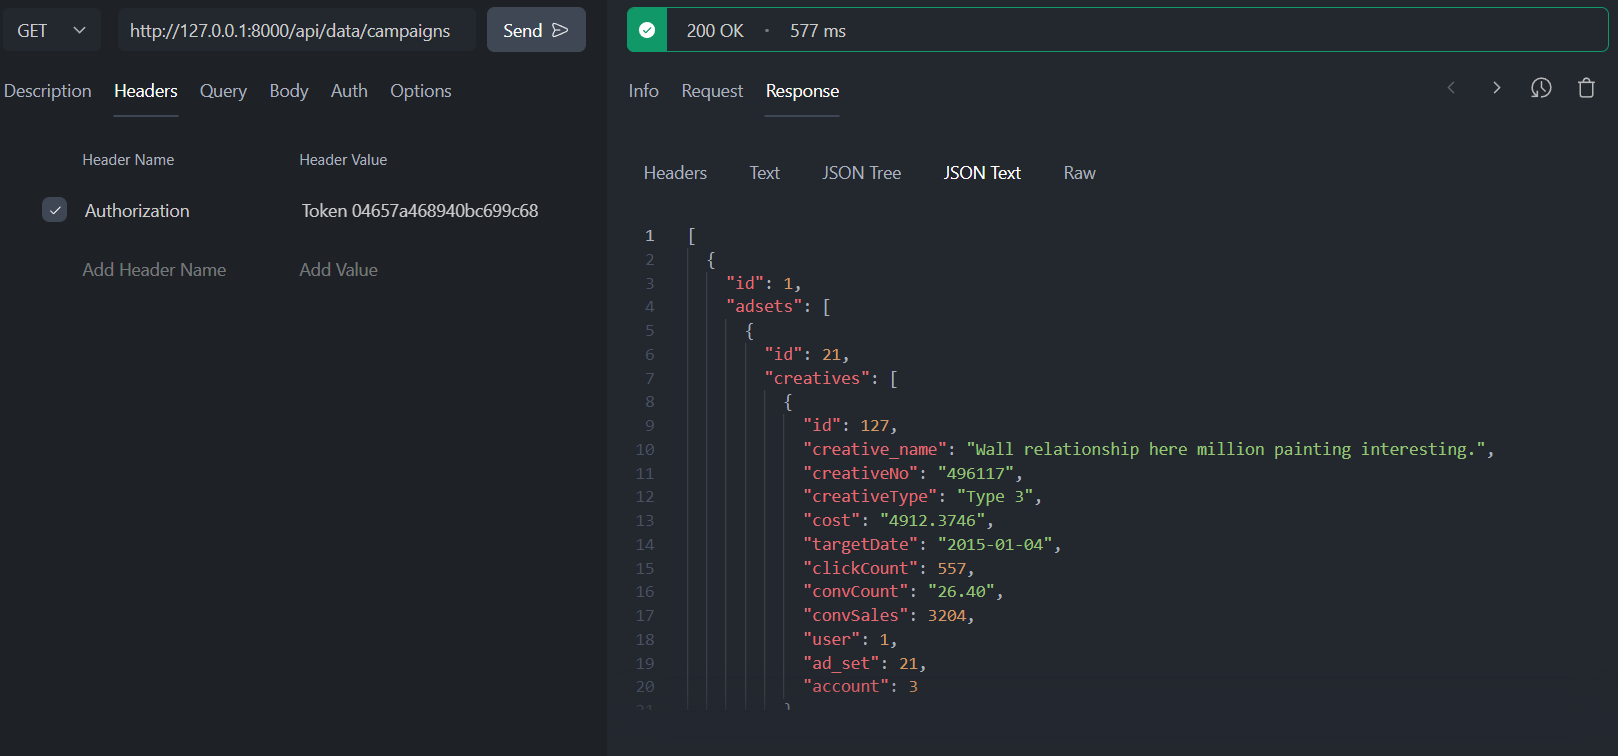 GET
http://127.0.0.1:8000/api/data/campaigns
Send
Description Headers Query Body Auth Options
Header Name Header Value
Authorization Token 04657a468940bc699c68
Add Header Name Add Value
200 OK • 577 ms
Info Request Response
Headers Text JSON Tree JSON Text Raw
1 [
2 {
3 "id": 1,
4 "adsets": [
5 {
6 "id": 21,
7 "creatives": [
8 {
9 "id": 127,
10 "creative_name": "Wall relationship here million painting interesting.",
11 "creativeNo": "496117",
12 "creativeType": "Type 3",
13 "cost": "4912.3746",
14 "targetDate": "2015-01-04",
15 "clickCount": 557,
16 "convCount": "26.40",
17 "convSales": 3204,
18 "user": 1,
19 "ad_set": 21,
20 "account": 3
21 }